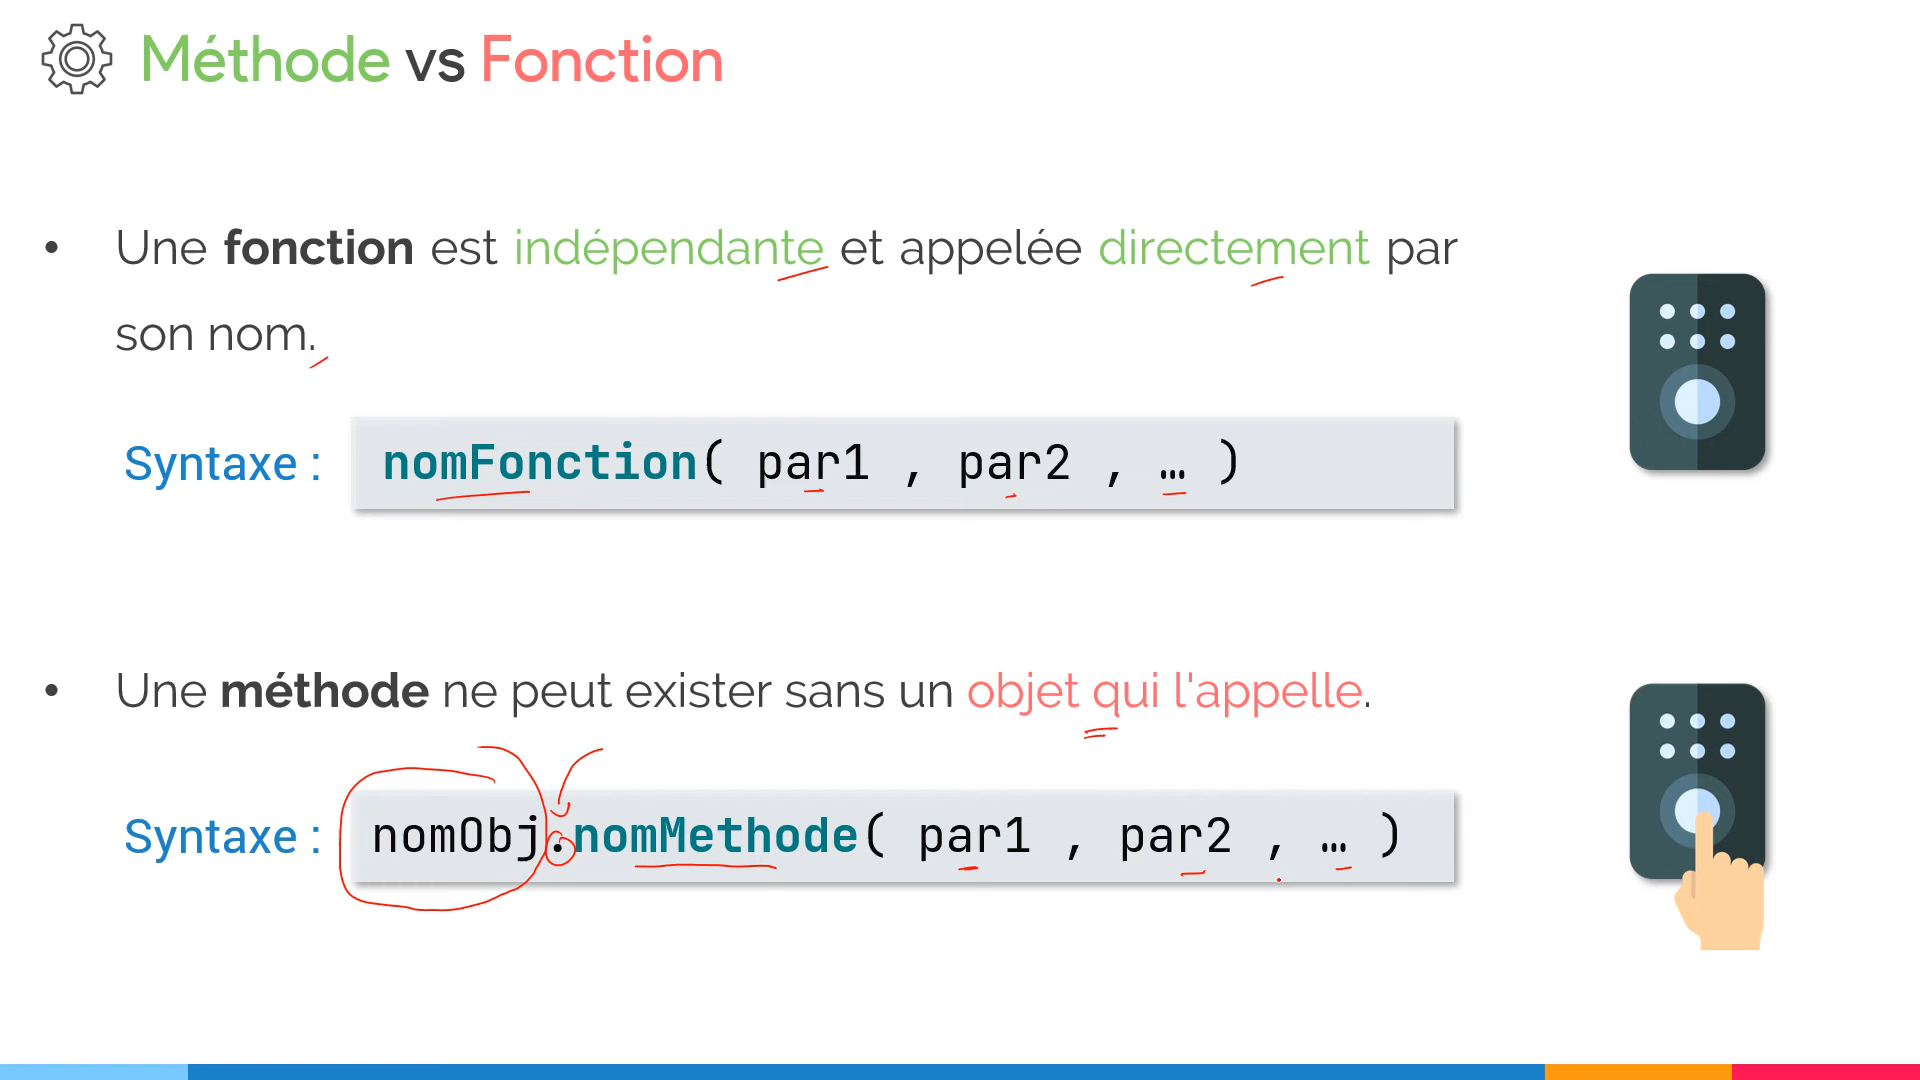 Méthode vs Fonction
• Une fonction est indépendante et appelée directement par
son nom.
Syntaxe : nomFonction( par1 , par2 , … )
• Une méthode ne peut exister sans un objet qui l'appelle.
Syntaxe : nomObj.nomMethode( par1 , par2 , … )